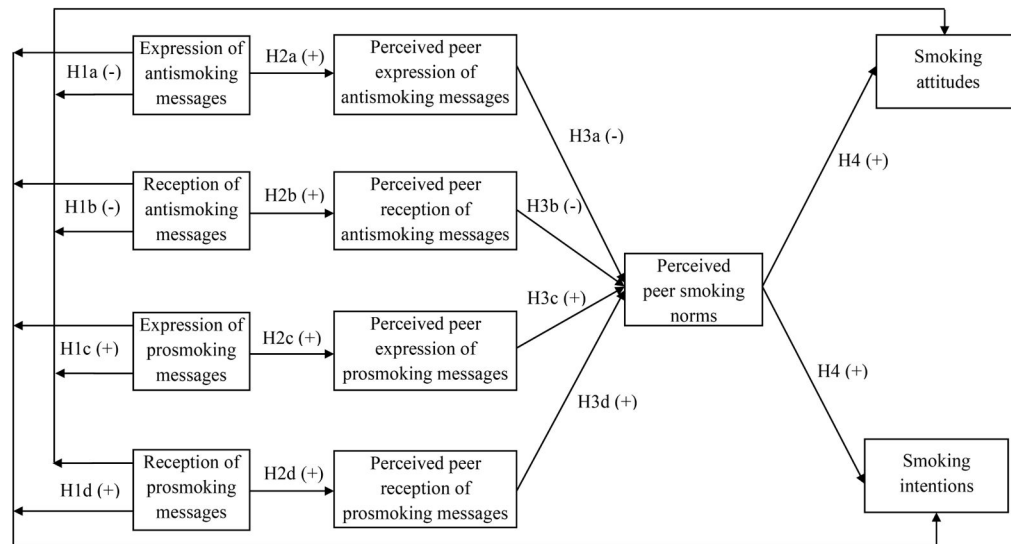 Expression of
antismoking
messages
H1a (-)
H2a (+)
Perceived peer
expression of
antismoking messages
Smoking
attitudes
H3a (-)
H4 (+)
Reception of
antismoking
messages
H1b (-)
H2b (+)
Perceived peer
reception of
antismoking messages
H3b (-)
Perceived
peer smoking
norms
Expression of
prosmoking
messages
H1c (+)
H2c (+)
Perceived peer
expression of
prosmoking messages
H3c (+)
H3d (+)
H4 (+)
Reception of
prosmoking
messages
H1d (+)
H2d (+)
Perceived peer
reception of
prosmoking messages
Smoking
intentions